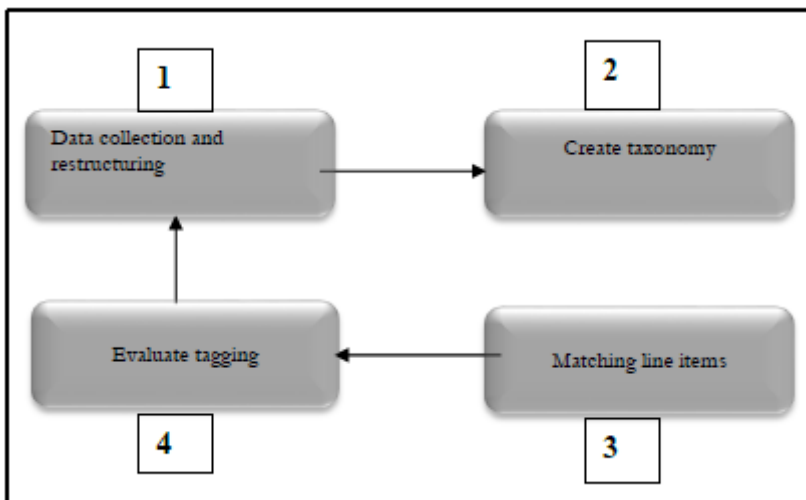 1
2
Data collection and
restructuring
Create taxonomy
Evaluate tagging
Matching line items
4
3